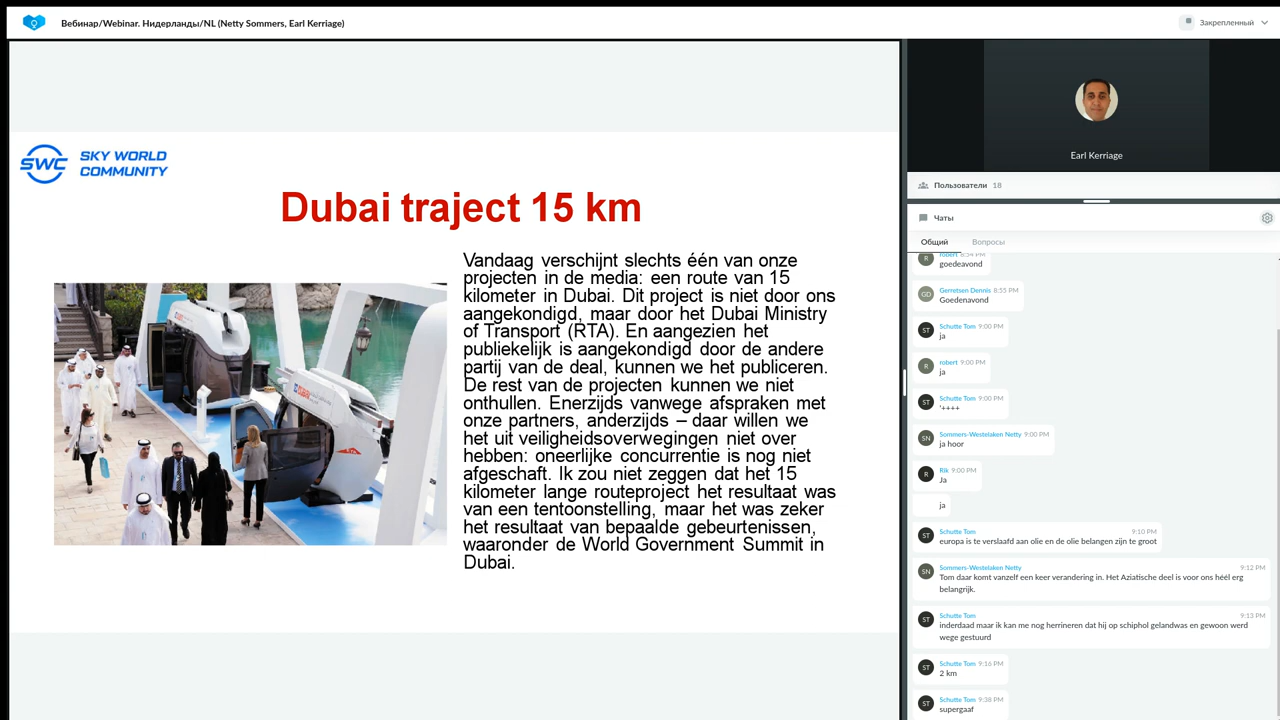 Вебинар/Webinar. Нидерланды/NL (Netty Sommers, Earl Kerriage)
Закрепленный
SWC SKY WORLD
COMMUNITY
Dubai traject 15 km
Vandaag verschijnt slechts één van onze
projecten in de media: een route van 15
kilometer in Dubai. Dit project is niet door ons
aangekondigd, maar door het Dubai Ministry
of Transport (RTA). En aangezien het
publiekelijk is aangekondigd door de andere
partij van de deal, kunnen we het publiceren.
De rest van de projecten kunnen we niet
onthullen. Enerzijds vanwege afspraken met
onze partners, anderzijds – daar willen we
het uit veiligheidsoverwegingen niet over
hebben: oneerlijke concurrentie is nog niet
afgeschaft. Ik zou niet zeggen dat het 15
kilometer lange routeproject het resultaat was
van een tentoonstelling, maar het was zeker
het resultaat van bepaalde gebeurtenissen,
waaronder de World Government Summit in
Dubai.
Earl Kerriage
Пользователи 18
Чаты
Общий Вопросы
R robert 8:54 PM
goedeavond
GD Gerretsen Dennis 8:55 PM
Goedenavond
ST Schutte Tom 9:00 PM
ja
R robert 9:00 PM
ja
ST Schutte Tom 9:00 PM
'++++
SN Sommers-Westelaken Netty 9:00 PM
ja hoor
R Rik 9:00 PM
Ja
ja
ST Schutte Tom 9:10 PM
europa is te verslaafd aan olie en de olie belangen zijn te groot
SN Sommers-Westelaken Netty 9:12 PM
Tom daar komt vanzelf een keer verandering in. Het Aziatische deel is voor ons héél erg
belangrijk.
ST Schutte Tom 9:13 PM
inderdaad maar ik kan me nog herrineren dat hij op schiphol gelandwas en gewoon werd
wege gestuurd
ST Schutte Tom 9:16 PM
2 km
ST Schutte Tom 9:38 PM
supergaaf